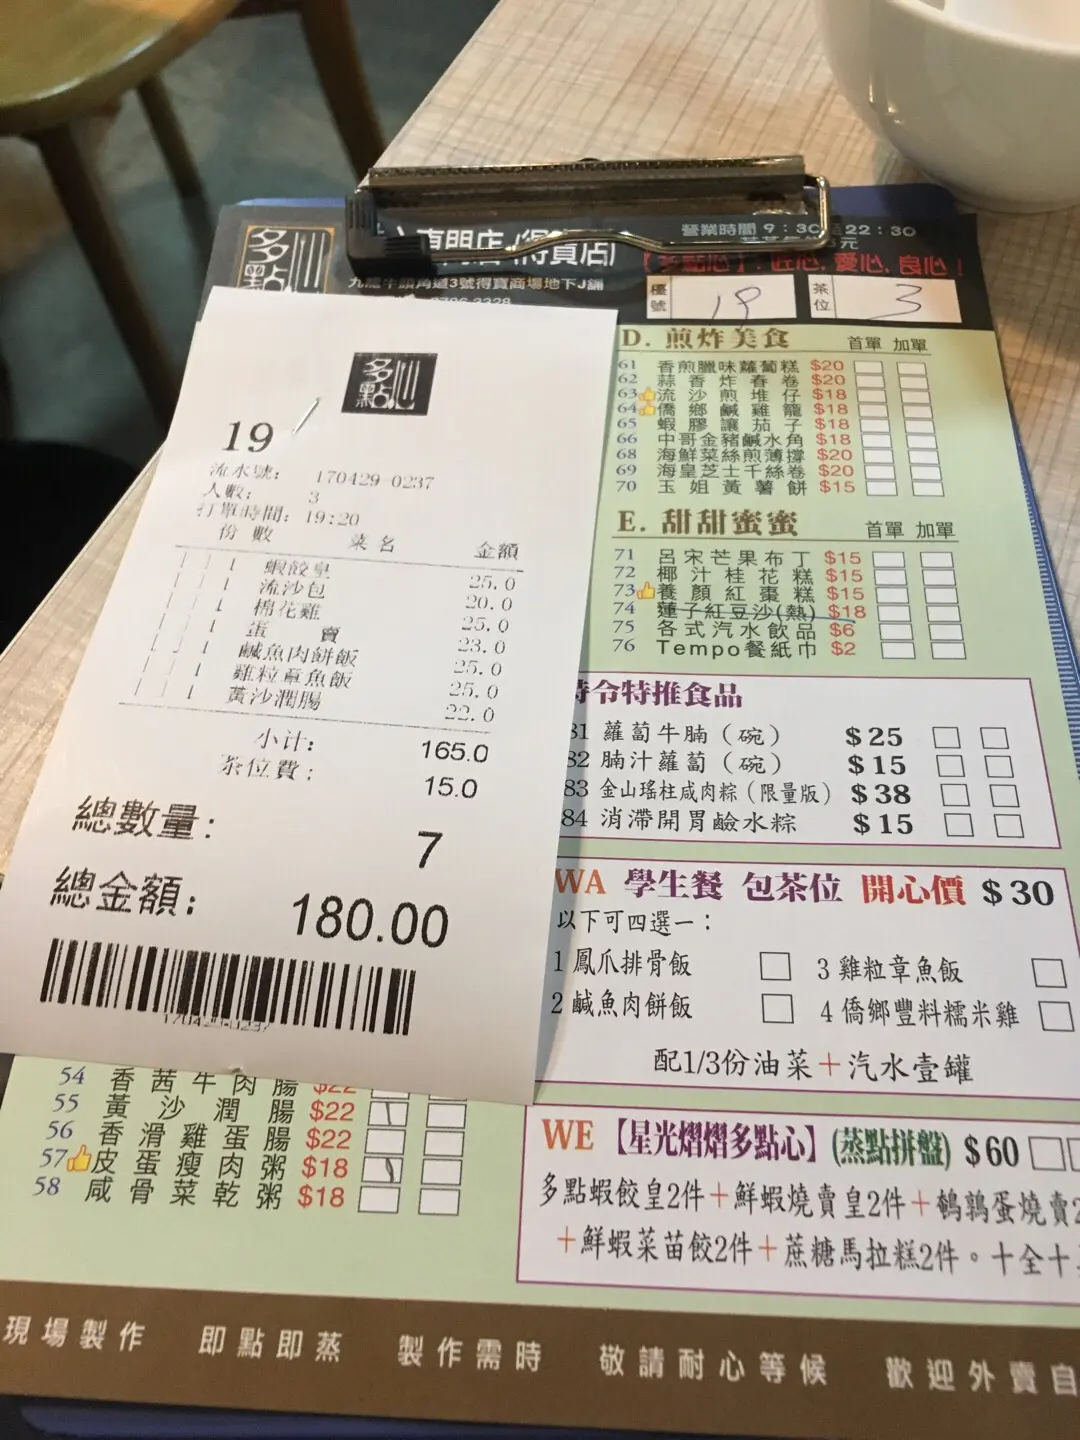 多點心
專門店(得寶店)
營業時間 9：30至22：30
九龍牛頭角道3號得寶商場地下J舖
【多點心】：匠心, 愛心, 良心！
檯號 19 茶位 3
D. 煎炸美食 首單 加單
61 香煎臘味蘿蔔糕 $20
62 蒜香炸春卷 $20
63 流沙煎堆仔 $18
64 僑鄉鹹雞籠 $18
65 蝦膠讓茄子 $18
66 中哥金豬鹹水角 $18
68 海鮮菜絲煎薄撐 $20
69 海皇芝士千絲卷 $20
70 玉姐黃薯餅 $15
E. 甜甜蜜蜜 首單 加單
71 呂宋芒果布丁 $15
72 椰汁桂花糕 $15
73 養顏紅棗糕 $15
74 蓮子紅豆沙(熱) $18
75 各式汽水飲品 $6
76 Tempo餐紙巾 $2
時令特推食品
81 蘿蔔牛腩（碗） $25
82 腩汁蘿蔔（碗） $15
83 金山瑤柱咸肉粽（限量版） $38
84 消滯開胃鹼水粽 $15
WA 學生餐 包茶位 開心價 $30
以下可四選一：
1 鳳爪排骨飯
3 雞粒章魚飯
2 鹹魚肉餅飯
4 僑鄉豐料糯米雞
配1/3份油菜＋汽水壹罐
WE【星光熠熠多點心】(蒸點拼盤) $60
多點蝦餃皇2件＋鮮蝦燒賣皇2件＋鵪鶉蛋燒賣2
＋鮮蝦菜苗餃2件＋蔗糖馬拉糕2件。十全十
多點心
19
流水號： 170429-0237
人數： 3
打單時間： 19:20
份數 菜名 金額
1 蝦餃皇 25.0
1 流沙包 20.0
1 棉花雞 25.0
1 蛋 賣 23.0
1 鹹魚肉餅飯 25.0
1 雞粒章魚飯 25.0
1 黃沙潤腸 22.0
小计： 165.0
茶位費： 15.0
總數量： 7
總金額： 180.00
170429-0237
54 香茜牛肉腸 $22
55 黃沙潤腸 $22
56 香滑雞蛋腸 $22
57 皮蛋瘦肉粥 $18
58 咸骨菜乾粥 $18
現場製作 即點即蒸 製作需時 敬請耐心等候 歡迎外賣自